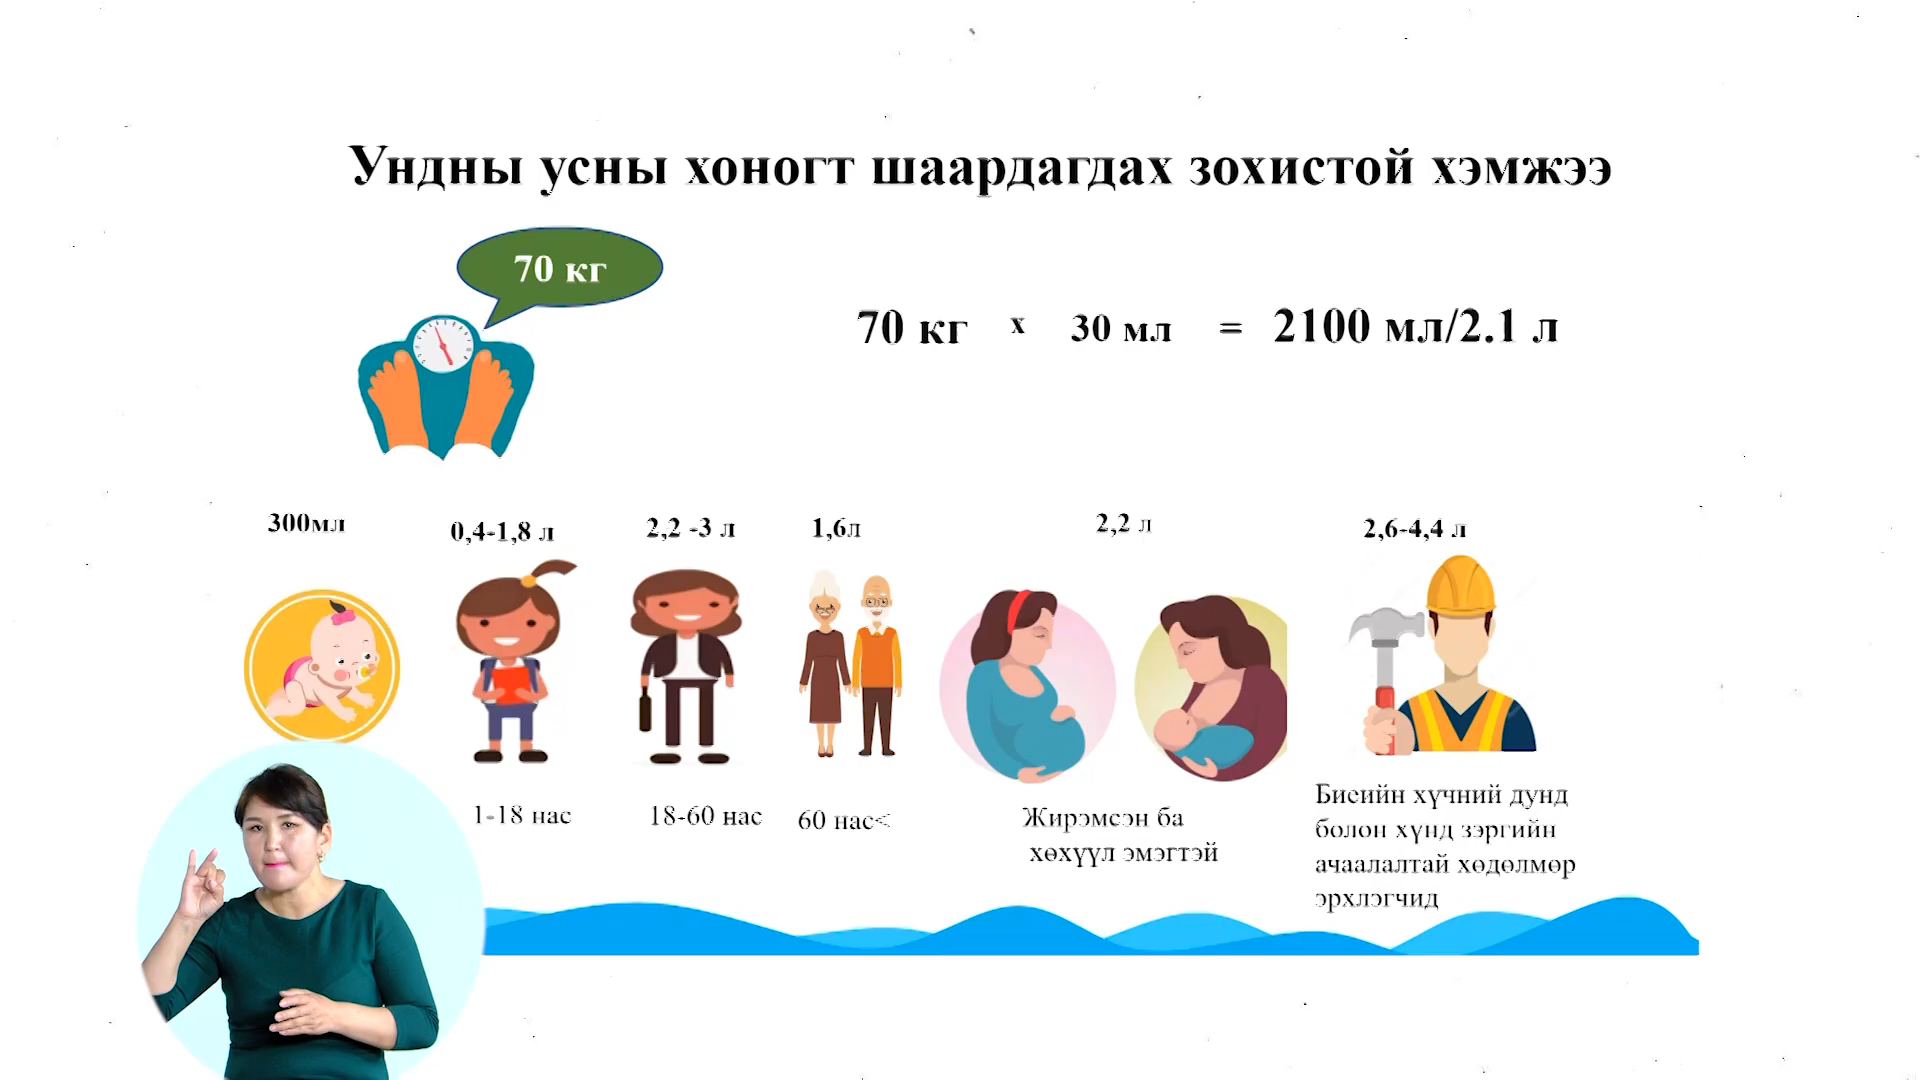 Ундны усны хоногт шаардагдах зохистой хэмжээ
70 кг
70 кг х 30 мл = 2100 мл/2.1 л
300мл
0,4-1,8 л
2,2 -3 л
1,6л
2,2 л
2,6-4,4 л
1-18 нас
18-60 нас
60 нас<
Жирэмсэн ба
хөхүүл эмэгтэй
Биеийн хүчний дунд
болон хүнд зэргийн
ачаалалтай хөдөлмөр
эрхлэгчид